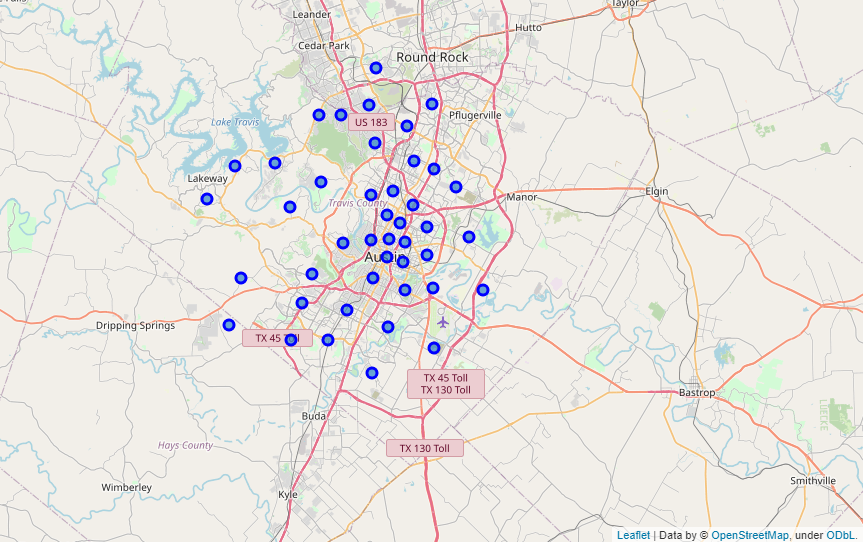 Leander
Taylor
Hutto
Cedar Park
Round Rock
Lake Travis
US 183
Pflugerville
Lakeway
Travis County
Manor
Elgin
Dripping Springs
TX 45
TX 45 Toll
TX 130 Toll
Bastrop
Buda
Hays County
TX 130 Toll
LUECKE
Smithville
Wimberley
Kyle
Leaflet | Data by © OpenStreetMap, under ODbL.